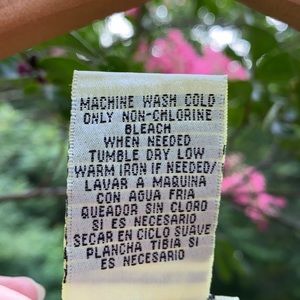 MACHINE WASH COLD
ONLY NON-CHLORINE
BLEACH
WHEN NEEDED
TUMBLE DRY LOW
WARM IRON IF NEEDED/
LAVAR A MAQUINA
CON AGUA FRIA
QUEADOR SIN CLORO
SI ES NECESARIO
SECAR EN CICLO SUAVE
PLANCHA TIBIA SI
ES NECESARIO